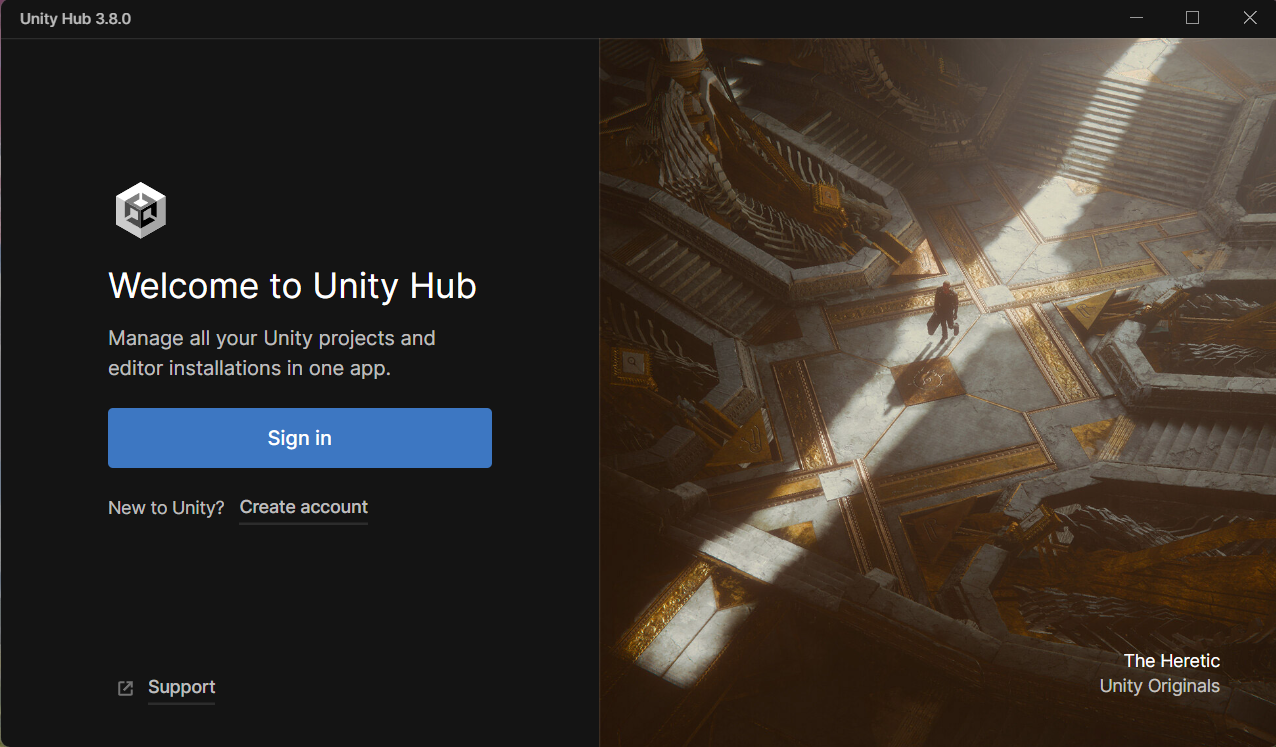 Unity Hub 3.8.0
Welcome to Unity Hub
Manage all your Unity projects and
editor installations in one app.
Sign in
New to Unity? Create account
Support
The Heretic
Unity Originals